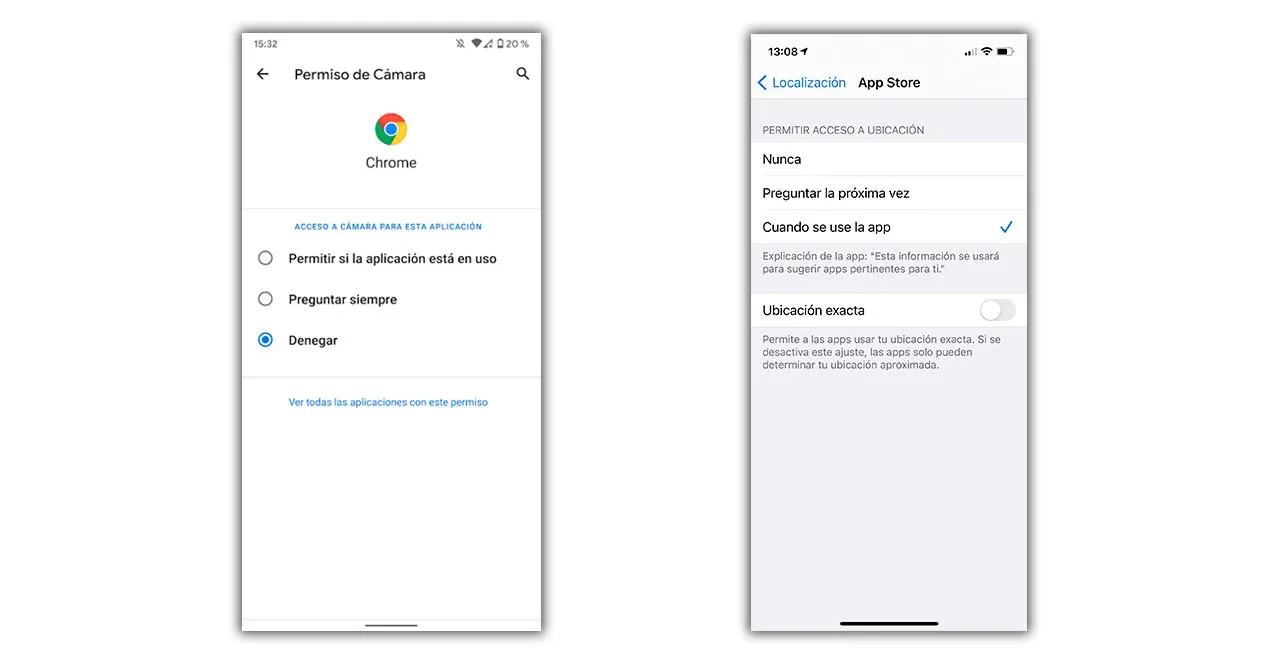 15:32
20 %
Permiso de Cámara
Chrome
ACCESO A CÁMARA PARA ESTA APLICACIÓN
Permitir si la aplicación está en uso
Preguntar siempre
Denegar
Ver todas las aplicaciones con este permiso
13:08
Localización App Store
PERMITIR ACCESO A UBICACIÓN
Nunca
Preguntar la próxima vez
Cuando se use la app
Explicación de la app: “Esta información se usará
para sugerir apps pertinentes para ti.”
Ubicación exacta
Permite a las apps usar tu ubicación exacta. Si se
desactiva este ajuste, las apps solo pueden
determinar tu ubicación aproximada.